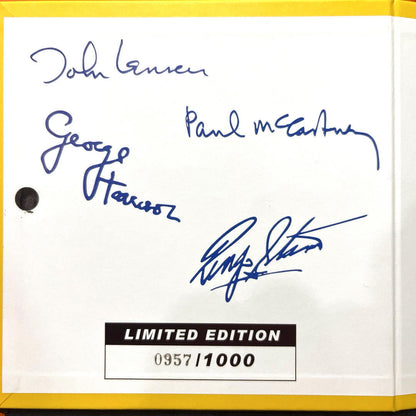 John Lennon
Paul McCartney
George
Harrison
Ringo Starr
LIMITED EDITION
0957/1000